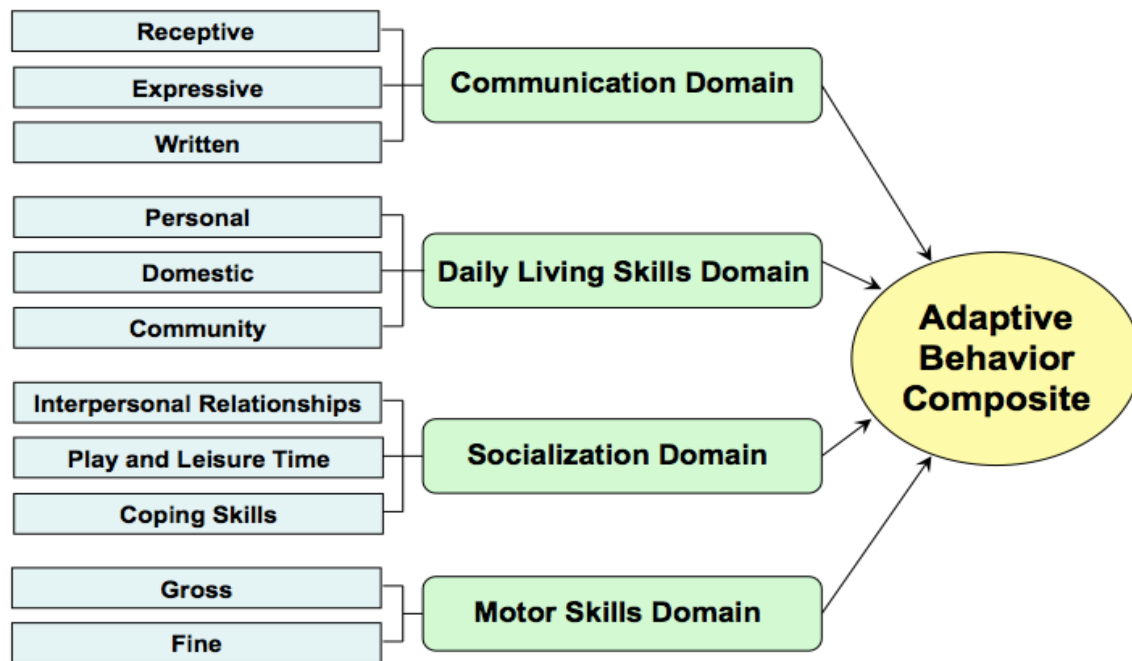 Receptive
Expressive
Written
Communication Domain
Personal
Domestic
Community
Daily Living Skills Domain
Interpersonal Relationships
Play and Leisure Time
Coping Skills
Socialization Domain
Gross
Fine
Motor Skills Domain
Adaptive
Behavior
Composite